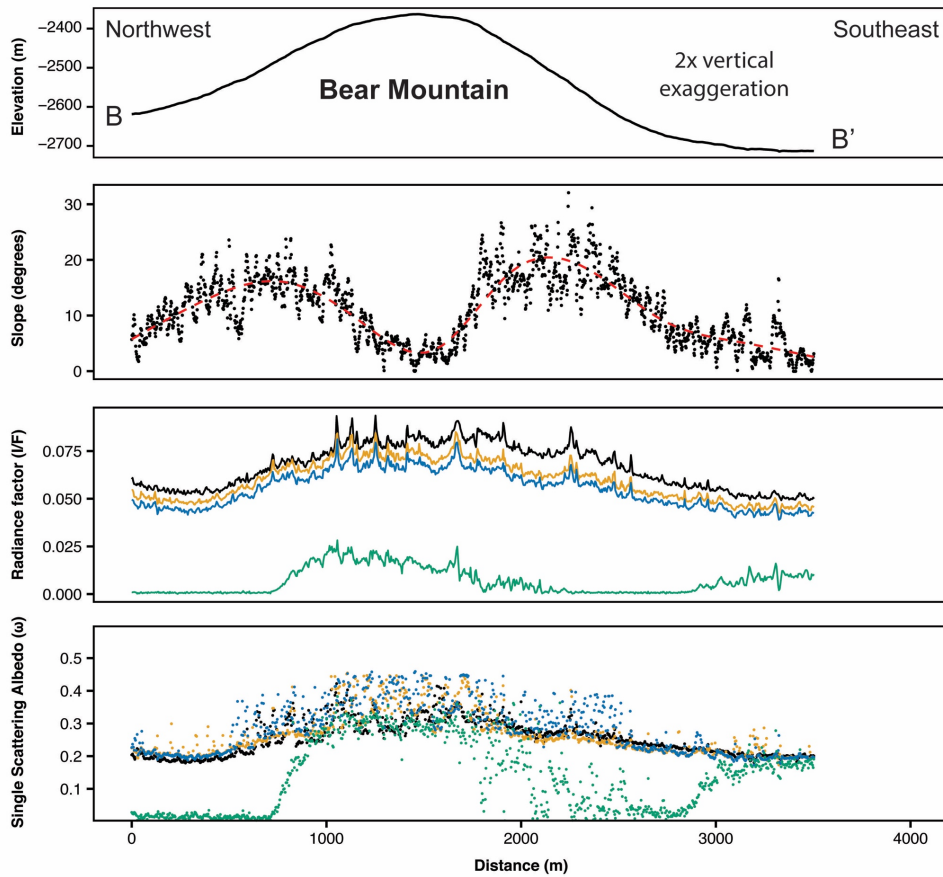 Northwest
Southeast
2x vertical
exaggeration
Bear Mountain
B
B’
Elevation (m)
−2400
−2500
−2600
−2700
Slope (degrees)
30
20
10
0
Radiance factor (I/F)
0.075
0.050
0.025
0.000
Single Scattering Albedo (ω)
0.5
0.4
0.3
0.2
0.1
0
1000
2000
3000
4000
Distance (m)